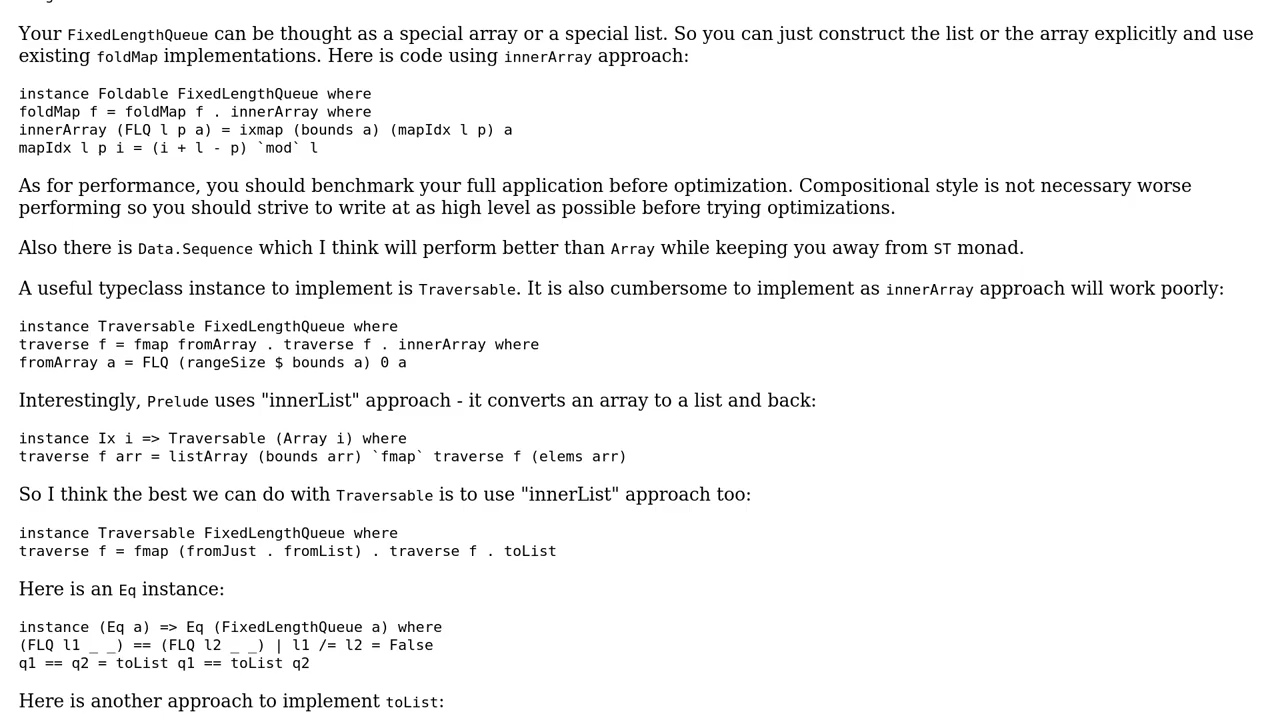 Your FixedLengthQueue can be thought as a special array or a special list. So you can just construct the list or the array explicitly and use
existing foldMap implementations. Here is code using innerArray approach:
instance Foldable FixedLengthQueue where
foldMap f = foldMap f . innerArray where
innerArray (FLQ l p a) = ixmap (bounds a) (mapIdx l p) a
mapIdx l p i = (i + l - p) `mod` l
As for performance, you should benchmark your full application before optimization. Compositional style is not necessary worse
performing so you should strive to write at as high level as possible before trying optimizations.
Also there is Data.Sequence which I think will perform better than Array while keeping you away from ST monad.
A useful typeclass instance to implement is Traversable. It is also cumbersome to implement as innerArray approach will work poorly:
instance Traversable FixedLengthQueue where
traverse f = fmap fromArray . traverse f . innerArray where
fromArray a = FLQ (rangeSize $ bounds a) 0 a
Interestingly, Prelude uses "innerList" approach - it converts an array to a list and back:
instance Ix i => Traversable (Array i) where
traverse f arr = listArray (bounds arr) `fmap` traverse f (elems arr)
So I think the best we can do with Traversable is to use "innerList" approach too:
instance Traversable FixedLengthQueue where
traverse f = fmap (fromJust . fromList) . traverse f . toList
Here is an Eq instance:
instance (Eq a) => Eq (FixedLengthQueue a) where
(FLQ l1 _ _) == (FLQ l2 _ _) | l1 /= l2 = False
q1 == q2 = toList q1 == toList q2
Here is another approach to implement toList: